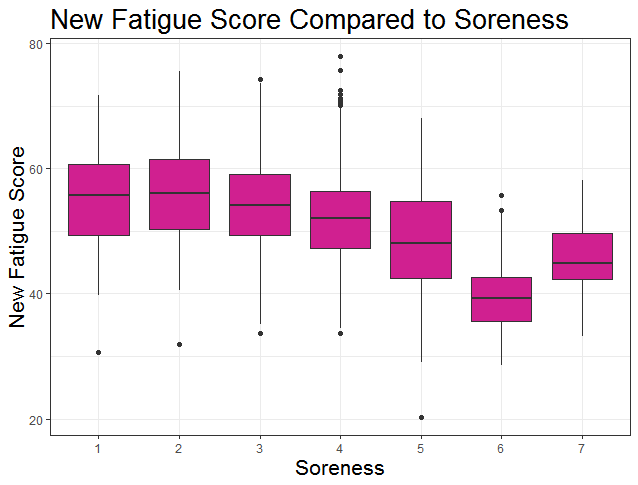 New Fatigue Score Compared to Soreness
80
60
40
20
New Fatigue Score
1 2 3 4 5 6 7
Soreness